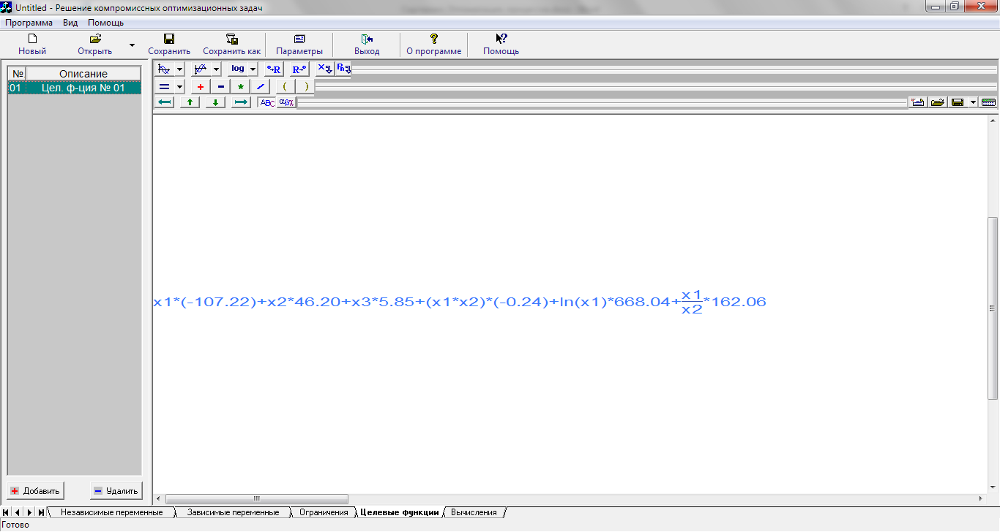 Untitled - Решение компромиссных оптимизационных задач
Программа Вид Помощь
Новый Открыть Сохранить Сохранить как Параметры Выход О программе Помощь
№ Описание
01 Цел. ф-ция № 01
log °→R R→°
X Pn
= + - * / ( )
ABC αβχ
x1*(-107.22)+x2*46.20+x3*5.85+(x1*x2)*(-0.24)+ln(x1)*668.04+x1/x2*162.06
Добавить Удалить
Независимые переменные Зависимые переменные Ограничения Целевые функции Вычисления
Готово